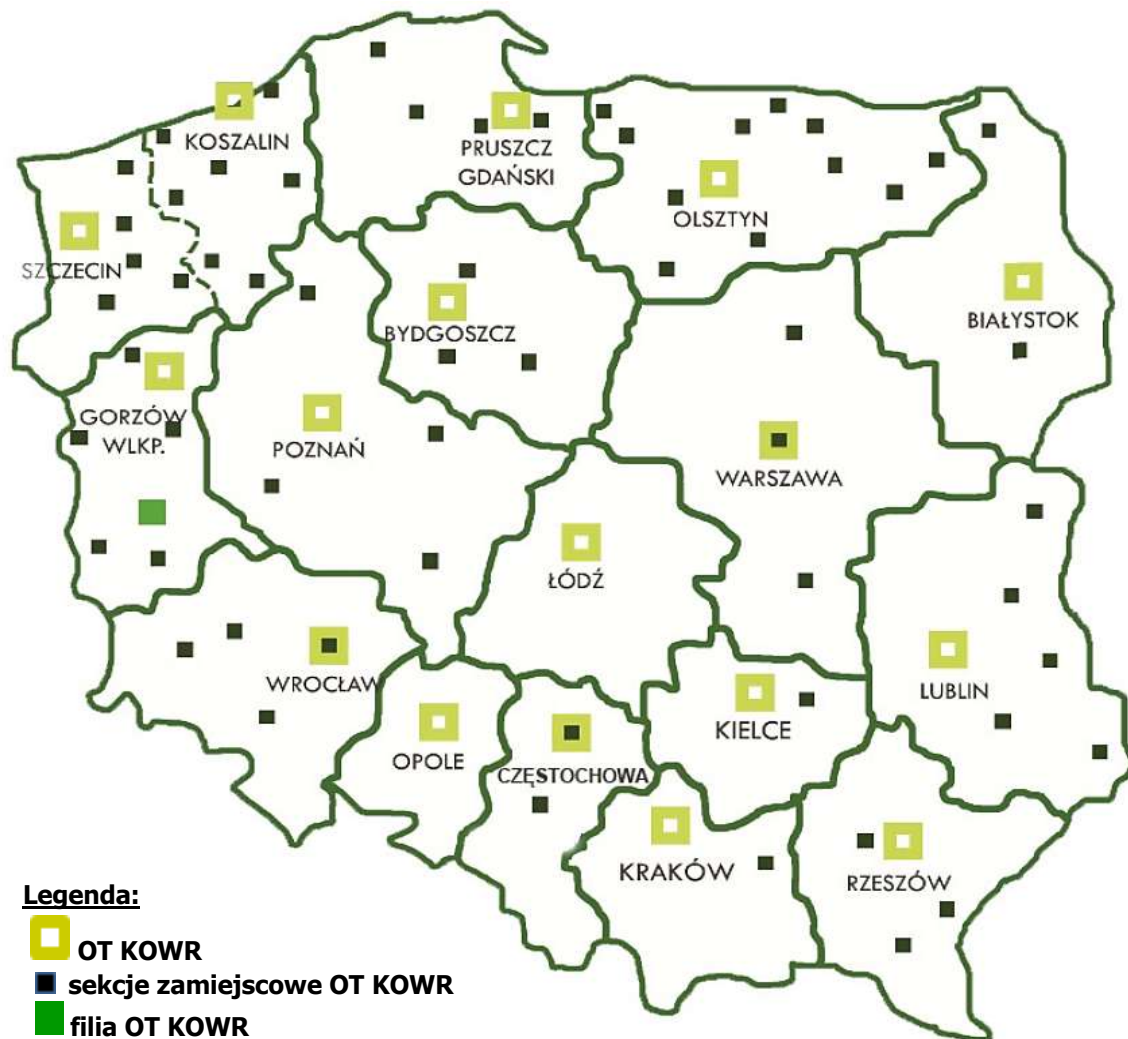 KOSZALIN
PRUSZCZ
GDAŃSKI
OLSZTYN
SZCZECIN
BIAŁYSTOK
BYDGOSZCZ
GORZÓW
WLKP.
POZNAŃ
WARSZAWA
ŁÓDŹ
WROCŁAW
LUBLIN
KIELCE
OPOLE
CZĘSTOCHOWA
KRAKÓW
RZESZÓW
Legenda:
OT KOWR
sekcje zamiejscowe OT KOWR
filia OT KOWR